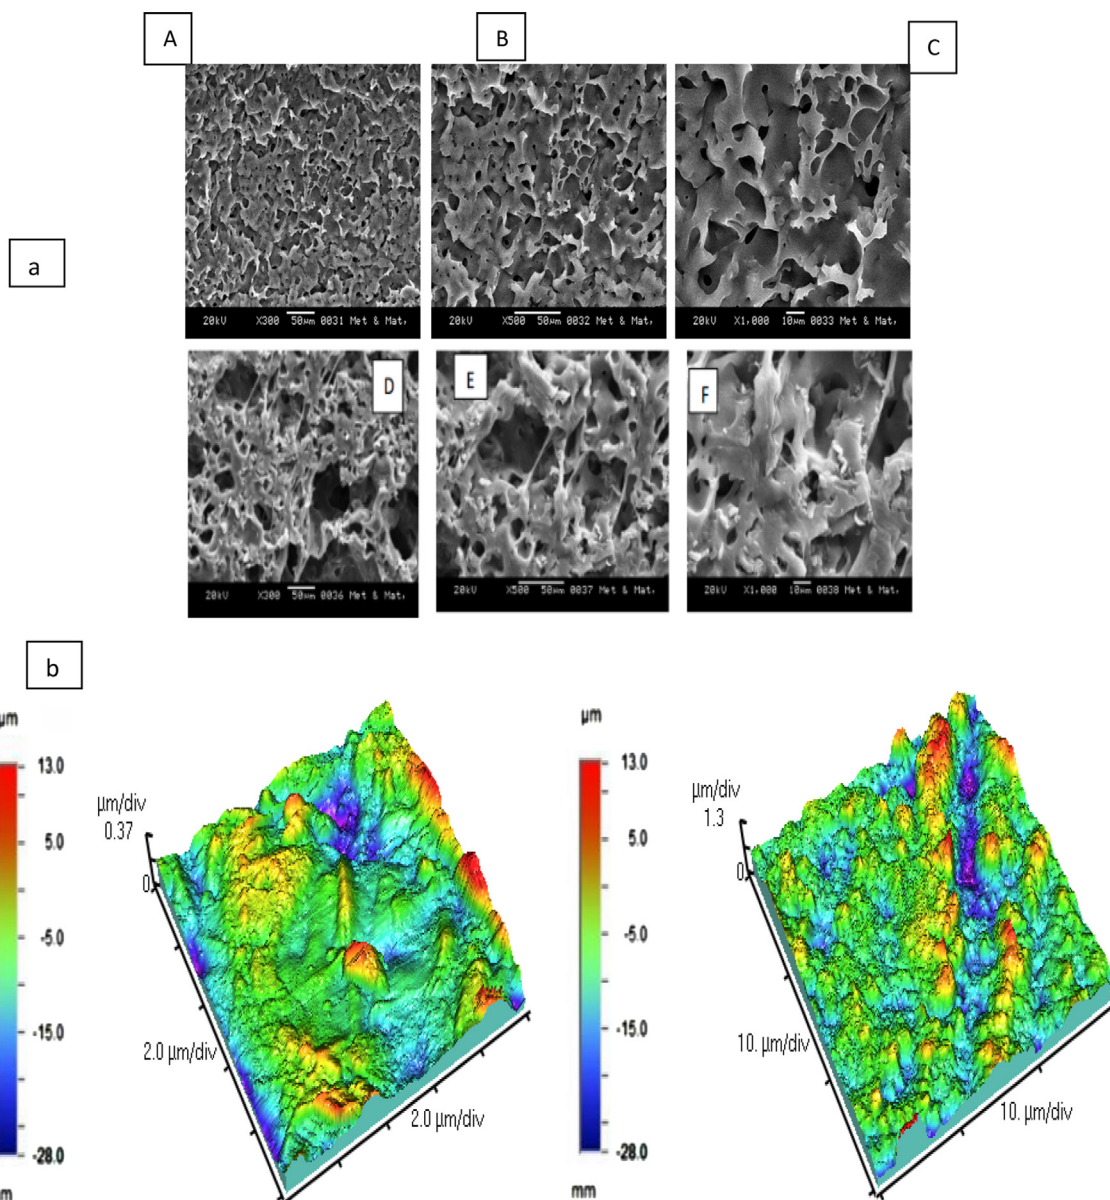 A
B
C
a
20kV X300 50µm 0031 Met & Mat,
20kV X500 50µm 0032 Met & Mat,
20kV X1,000 10µm 0033 Met & Mat,
D
E
F
20kV X300 50µm 0036 Met & Mat,
20kV X500 50µm 0037 Met & Mat,
20kV X1,000 10µm 0038 Met & Mat,
b
µm
13.0
5.0
-5.0
-15.0
-28.0
µm/div
0.37
0
2.0 µm/div
2.0 µm/div
µm
13.0
5.0
-5.0
-15.0
-28.0
mm
µm/div
1.3
0
10. µm/div
10. µm/div